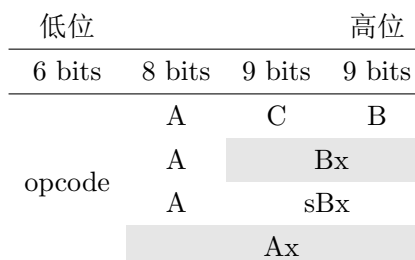 低位 高位
6 bits 8 bits 9 bits 9 bits
A C B
A Bx
opcode
A sBx
Ax